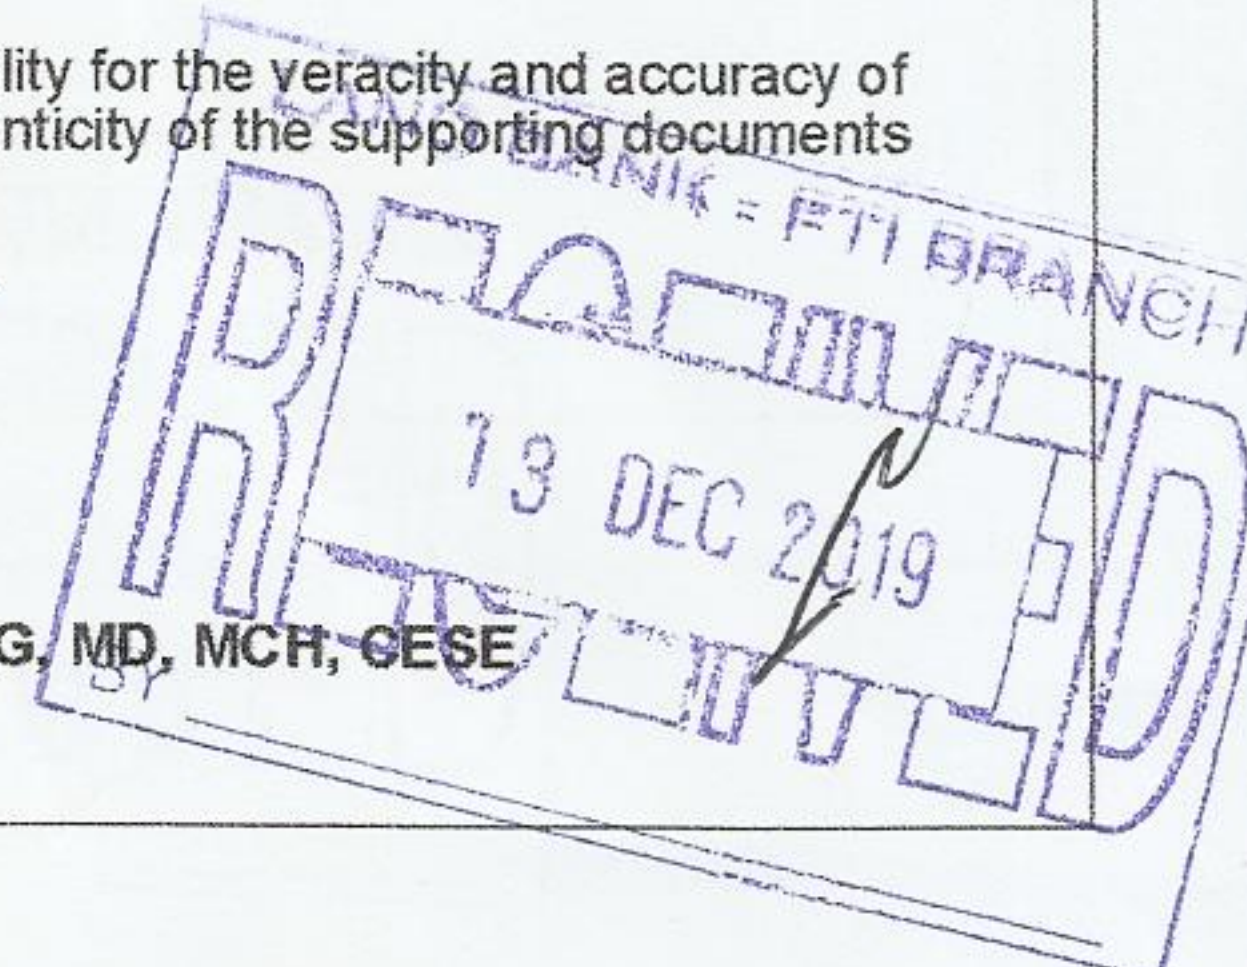 lity for the veracity and accuracy of
nticity of the supporting documents
BANK - FTI BRANCH
RECEIVED
13 DEC 2019
G, MD, MCH, CESE
BY